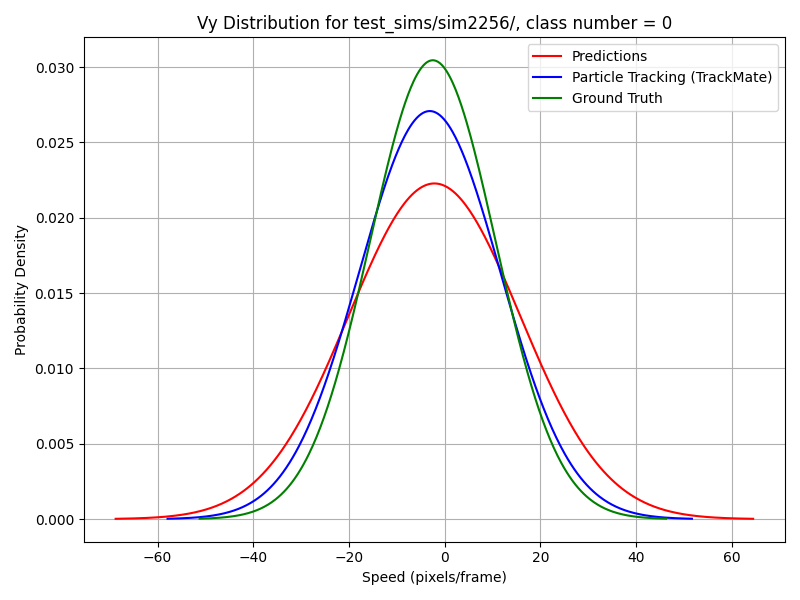 Vy Distribution for test_sims/sim2256/, class number = 0
Predictions
Particle Tracking (TrackMate)
Ground Truth
Probability Density
0.030
0.025
0.020
0.015
0.010
0.005
0.000
−60 −40 −20 0 20 40 60
Speed (pixels/frame)